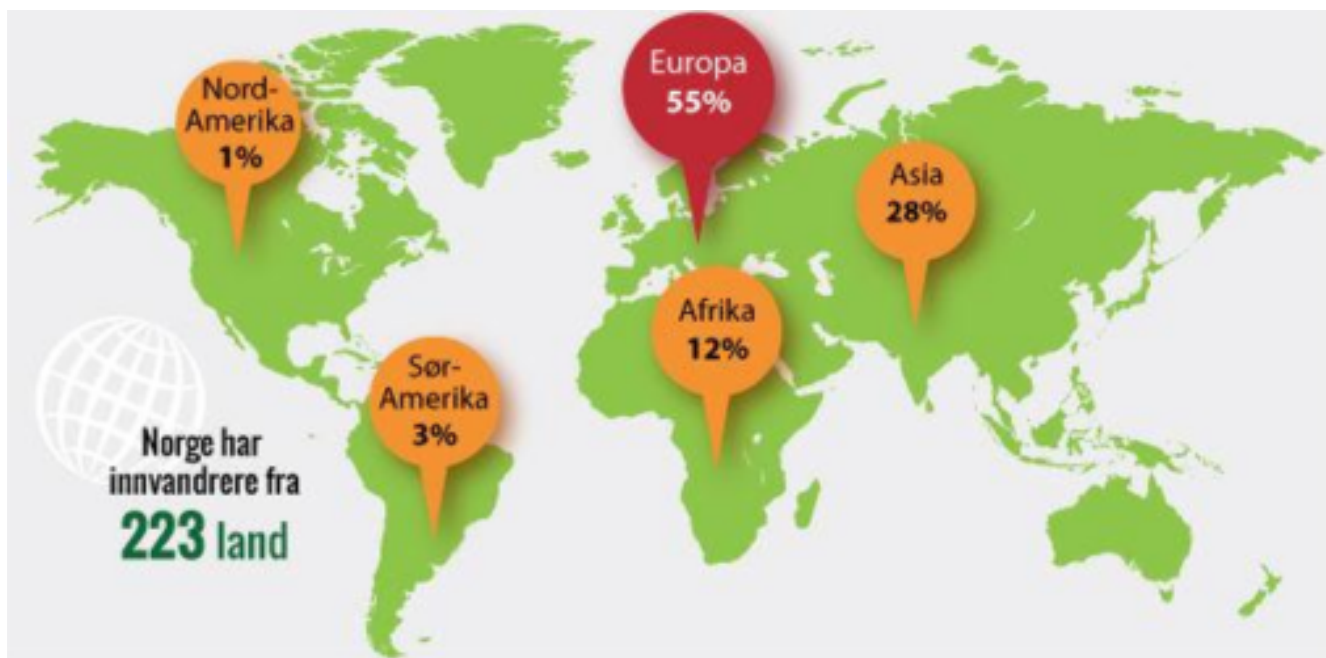 Nord-
Amerika
1%
Europa
55%
Asia
28%
Afrika
12%
Sør-
Amerika
3%
Norge har
innvandrere fra
223 land